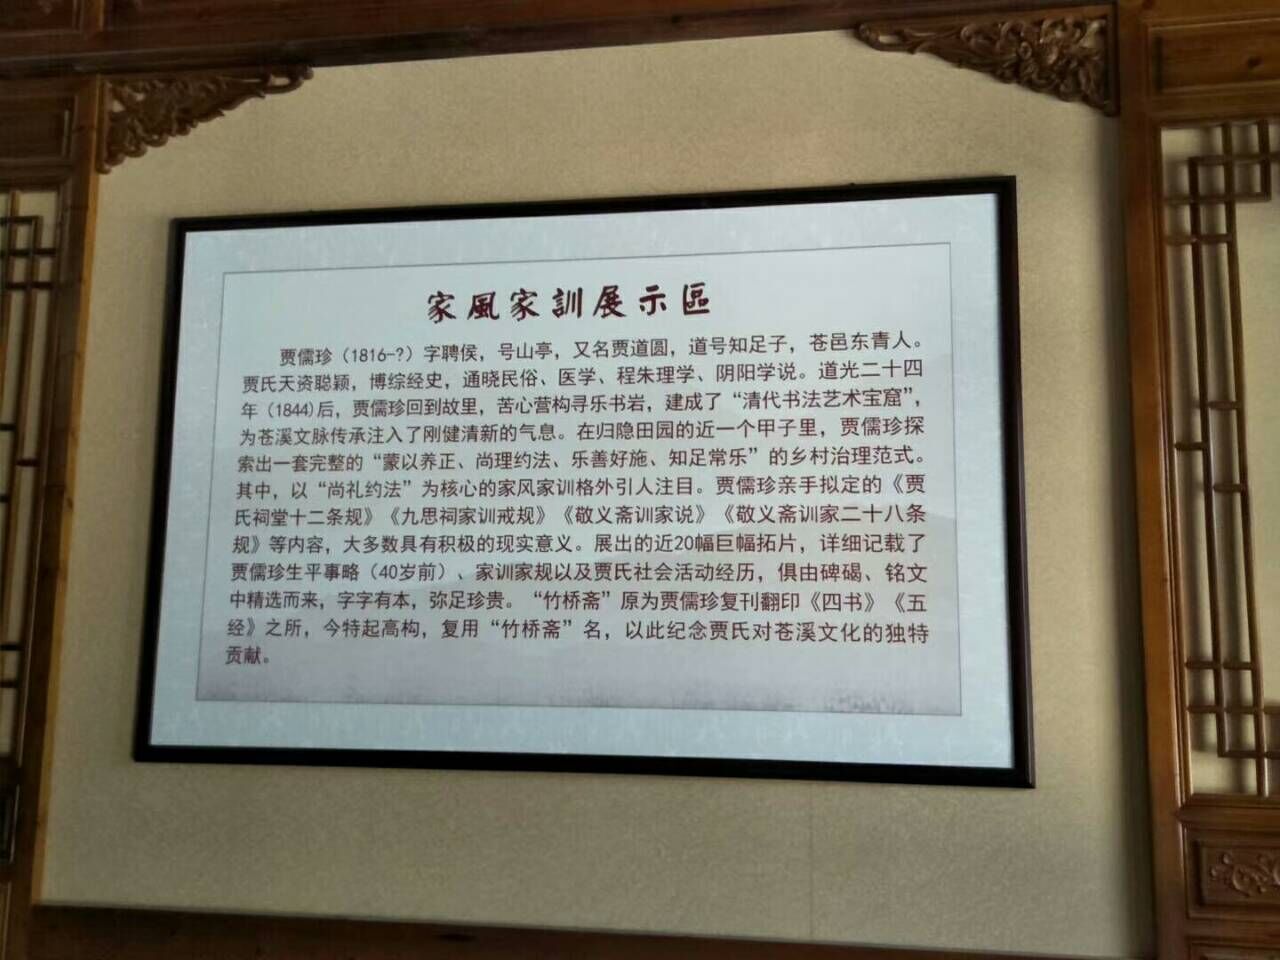 家風家訓展示區
贾儒珍（1816-?）字聘侯，号山亭，又名贾道圆，道号知足子，苍邑东青人。
贾氏天资聪颖，博综经史，通晓民俗、医学、程朱理学、阴阳学说。道光二十四
年（1844)后，贾儒珍回到故里，苦心营构寻乐书岩，建成了“清代书法艺术宝窟”，
为苍溪文脉传承注入了刚健清新的气息。在归隐田园的近一个甲子里，贾儒珍探
索出一套完整的“蒙以养正、尚理约法、乐善好施、知足常乐”的乡村治理范式。
其中，以“尚礼约法”为核心的家风家训格外引人注目。贾儒珍亲手拟定的《贾
氏祠堂十二条规》《九思祠家训戒规》《敬义斋训家说》《敬义斋训家二十八条
规》等内容，大多数具有积极的现实意义。展出的近20幅巨幅拓片，详细记载了
贾儒珍生平事略（40岁前）、家训家规以及贾氏社会活动经历，俱由碑碣、铭文
中精选而来，字字有本，弥足珍贵。“竹桥斋”原为贾儒珍复刊翻印《四书》《五
经》之所，今特起高构，复用“竹桥斋”名，以此纪念贾氏对苍溪文化的独特
贡献。